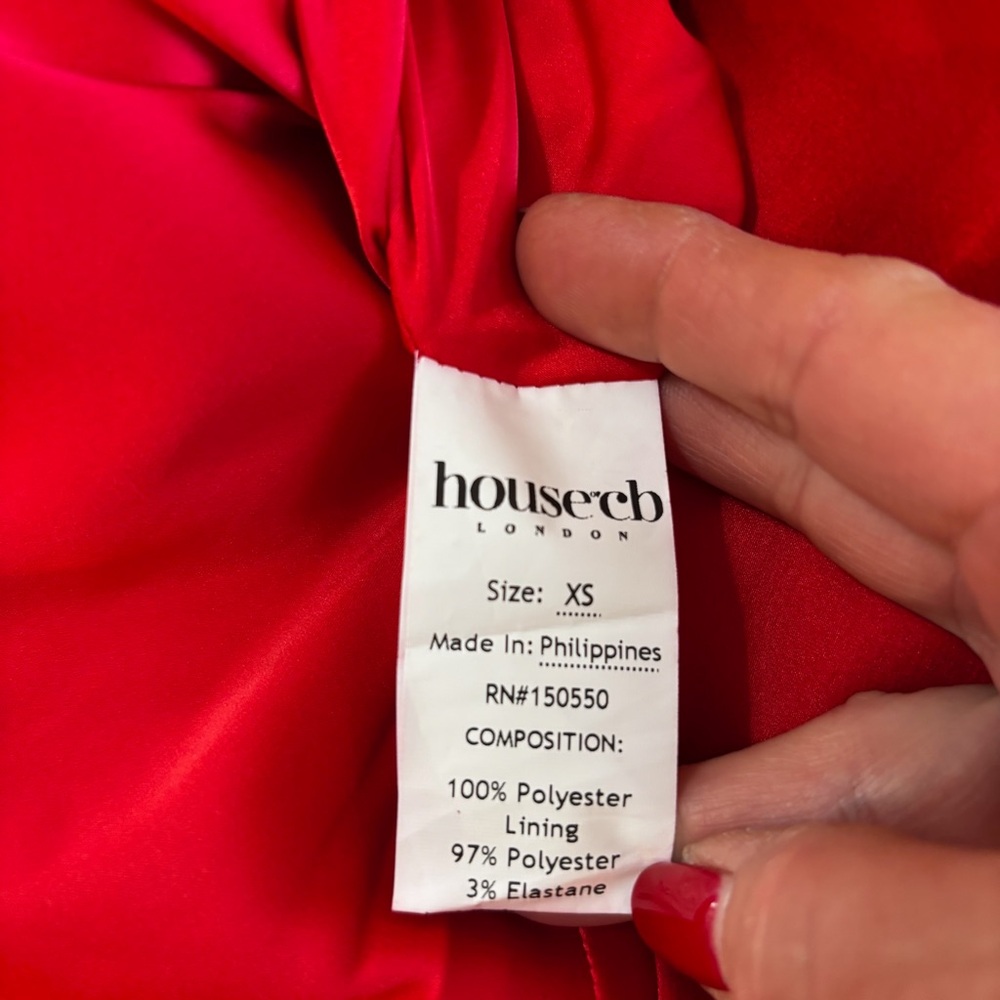 house of cb
LONDON
Size: XS
Made In: Philippines
RN#150550
COMPOSITION:
100% Polyester
Lining
97% Polyester
3% Elastane